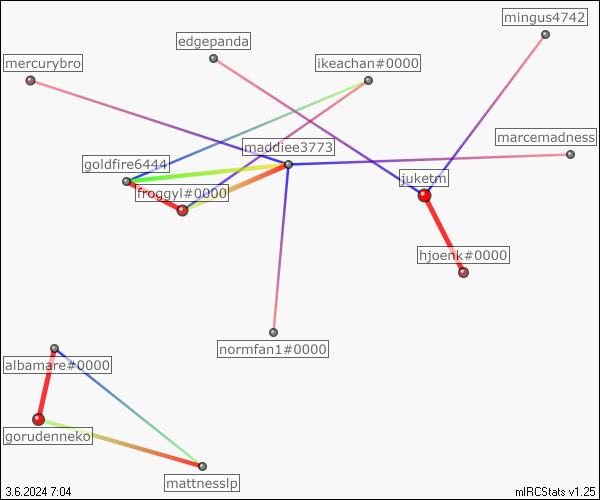 mingus4742
edgepanda
mercurybro
ikeachan#0000
marcemadness
maddiee3773
goldfire6444
juketm
froggyl#0000
hjoenk#0000
normfan1#0000
albamare#0000
gorudenneko
mattnesslp
3.6.2024 7:04
mIRCStats v1.25